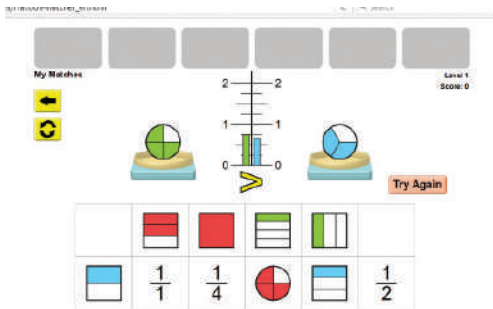 My Matches
Level 1
Score: 0
2 2
1 1
0 0
>
Try Again
1/1 1/4 1/2